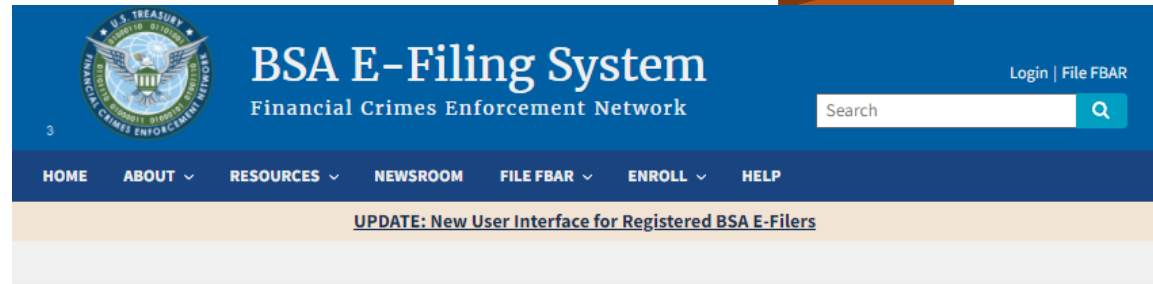 U.S. TREASURY
FINANCIAL CRIMES ENFORCEMENT NETWORK
BSA E-Filing System
Financial Crimes Enforcement Network
Login | File FBAR
Search
3
HOME ABOUT RESOURCES NEWSROOM FILE FBAR ENROLL HELP
UPDATE: New User Interface for Registered BSA E-Filers